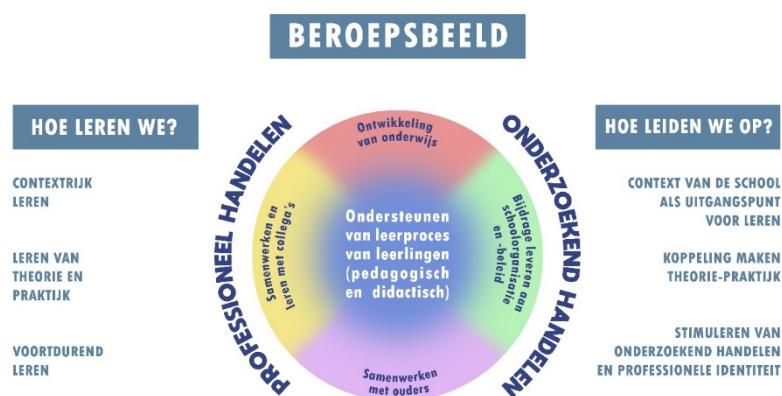 BEROEPSBEELD
HOE LEREN WE?
CONTEXTRIJK
LEREN
LEREN VAN
THEORIE EN
PRAKTIJK
VOORTDUREND
LEREN
PROFESSIONEEL HANDELEN
Ontwikkeling
van onderwijs
Samenwerken en
leren met collega's
Ondersteunen
van leerproces
van leerlingen
(pedagogisch
en didactisch)
Bijdrage leveren aan
schoolorganisatie
en -beleid
Samenwerken
met ouders
ONDERZOEKEND HANDELEN
HOE LEIDEN WE OP?
CONTEXT VAN DE SCHOOL
ALS UITGANGSPUNT
VOOR LEREN
KOPPELING MAKEN
THEORIE-PRAKTIJK
STIMULEREN VAN
ONDERZOEKEND HANDELEN
EN PROFESSIONELE IDENTITEIT